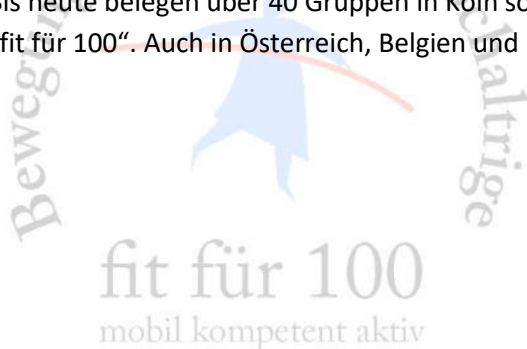 Bis heute belegen über 40 Gruppen in Köln
fit für 100“. Auch in Österreich, Belgien und
fit für 100
mobil kompetent aktiv